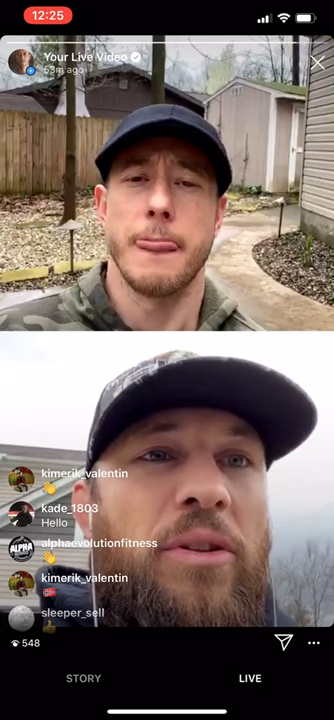 12:25
Your Live Video
53m ago
kimerik_valentin
kade_1803
Hello
ALPHA
alphaevolutionfitness
kimerik_valentin
sleeper_sell
548
STORY
LIVE